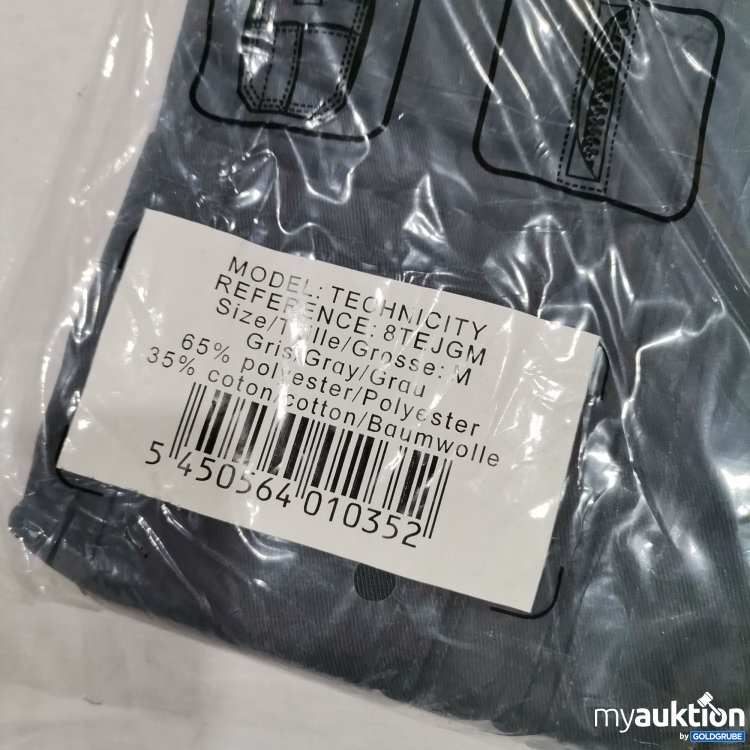 MODEL: TECHNICITY
REFERENCE: 8TEJGM
Size/Taille/Grosse: M
Gris/Gray/Grau
65% polyester/Polyester
35% coton/cotton/Baumwolle
5 450564 010352
myauktion
by GOLDGRUBE